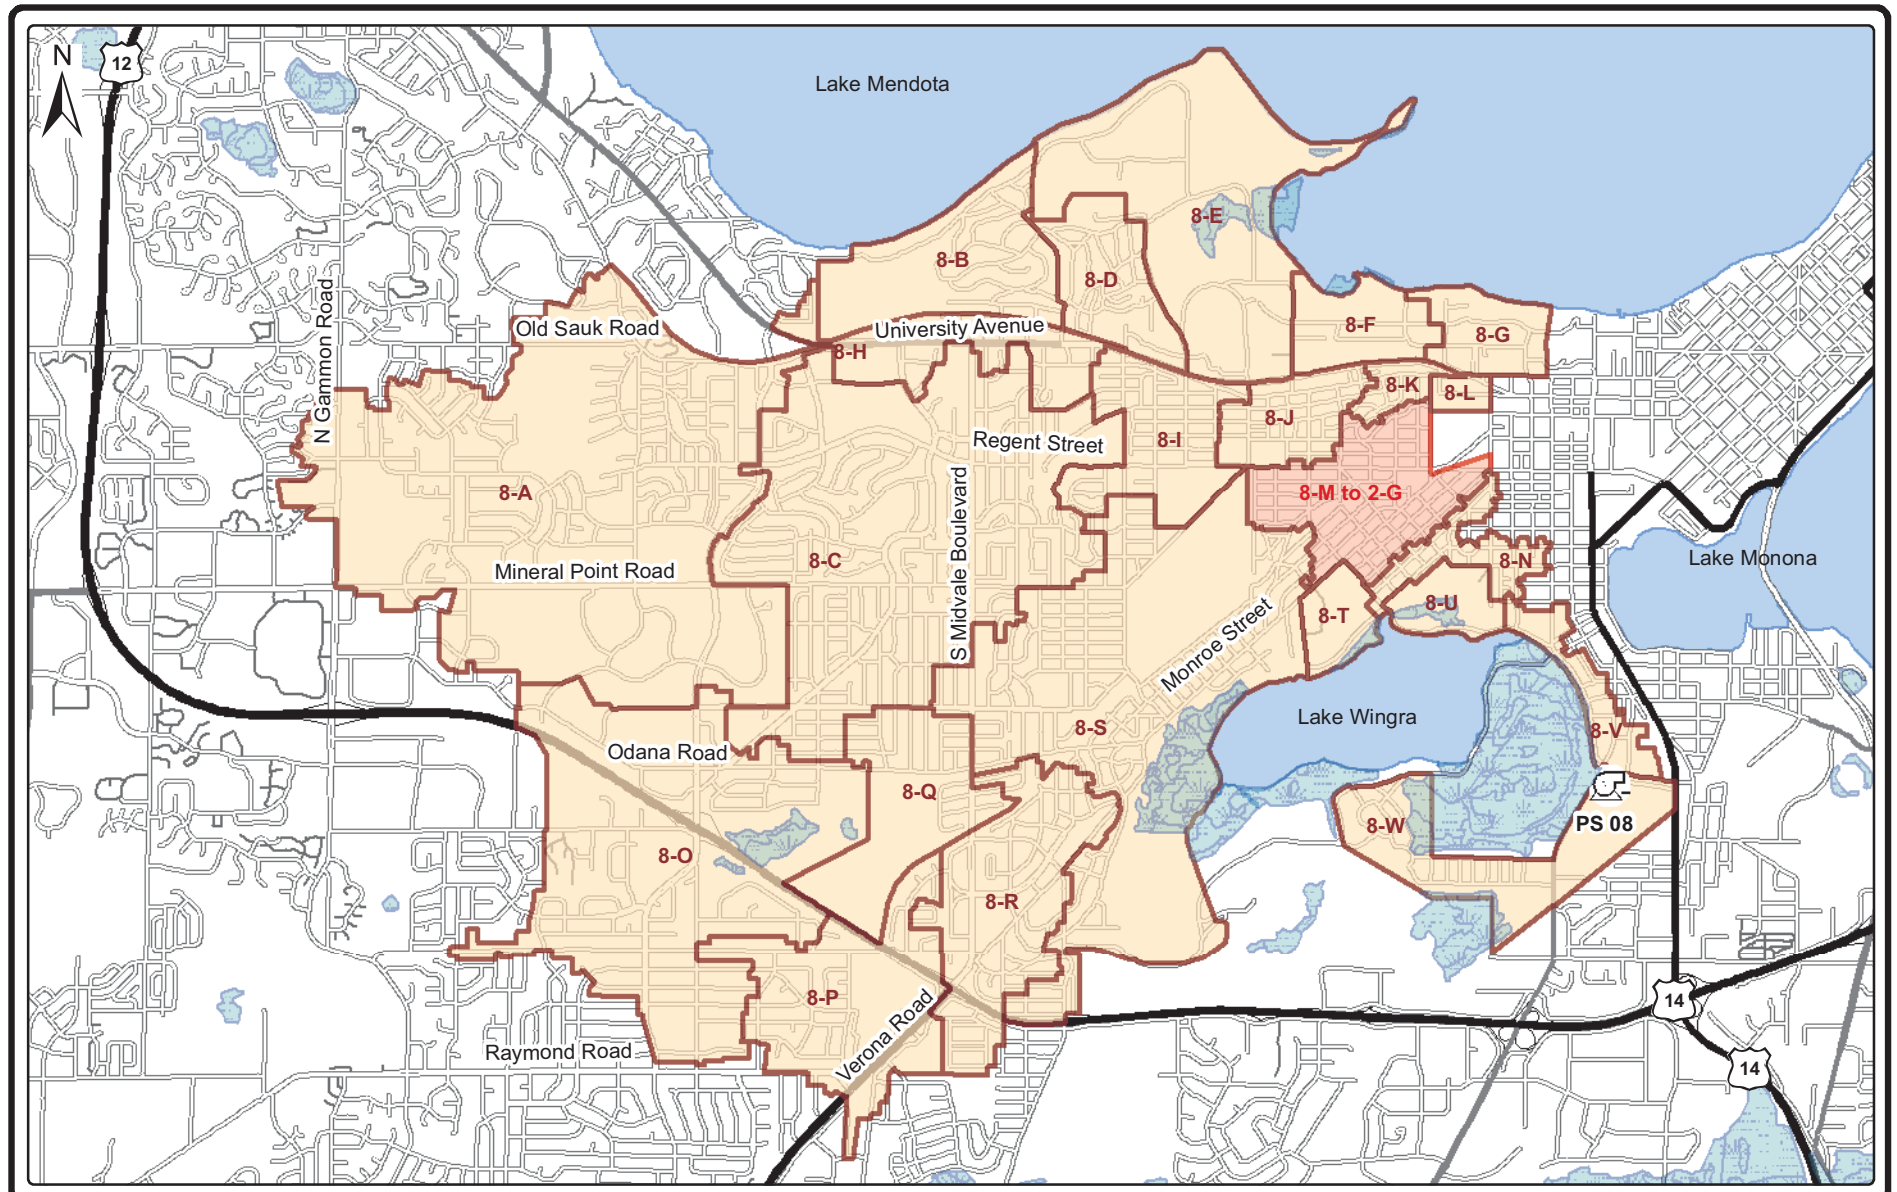 N
12
Lake Mendota
8-E
8-B
8-D
N Gammon Road
Old Sauk Road
University Avenue
8-F
8-G
8-H
8-K
8-L
8-J
Regent Street
8-I
8-A
8-M to 2-G
S Midvale Boulevard
8-C
Mineral Point Road
8-N
Lake Monona
8-U
8-T
Monroe Street
Lake Wingra
8-S
8-V
Odana Road
8-Q
PS 08
8-W
8-O
8-R
8-P
14
Verona Road
Raymond Road
14